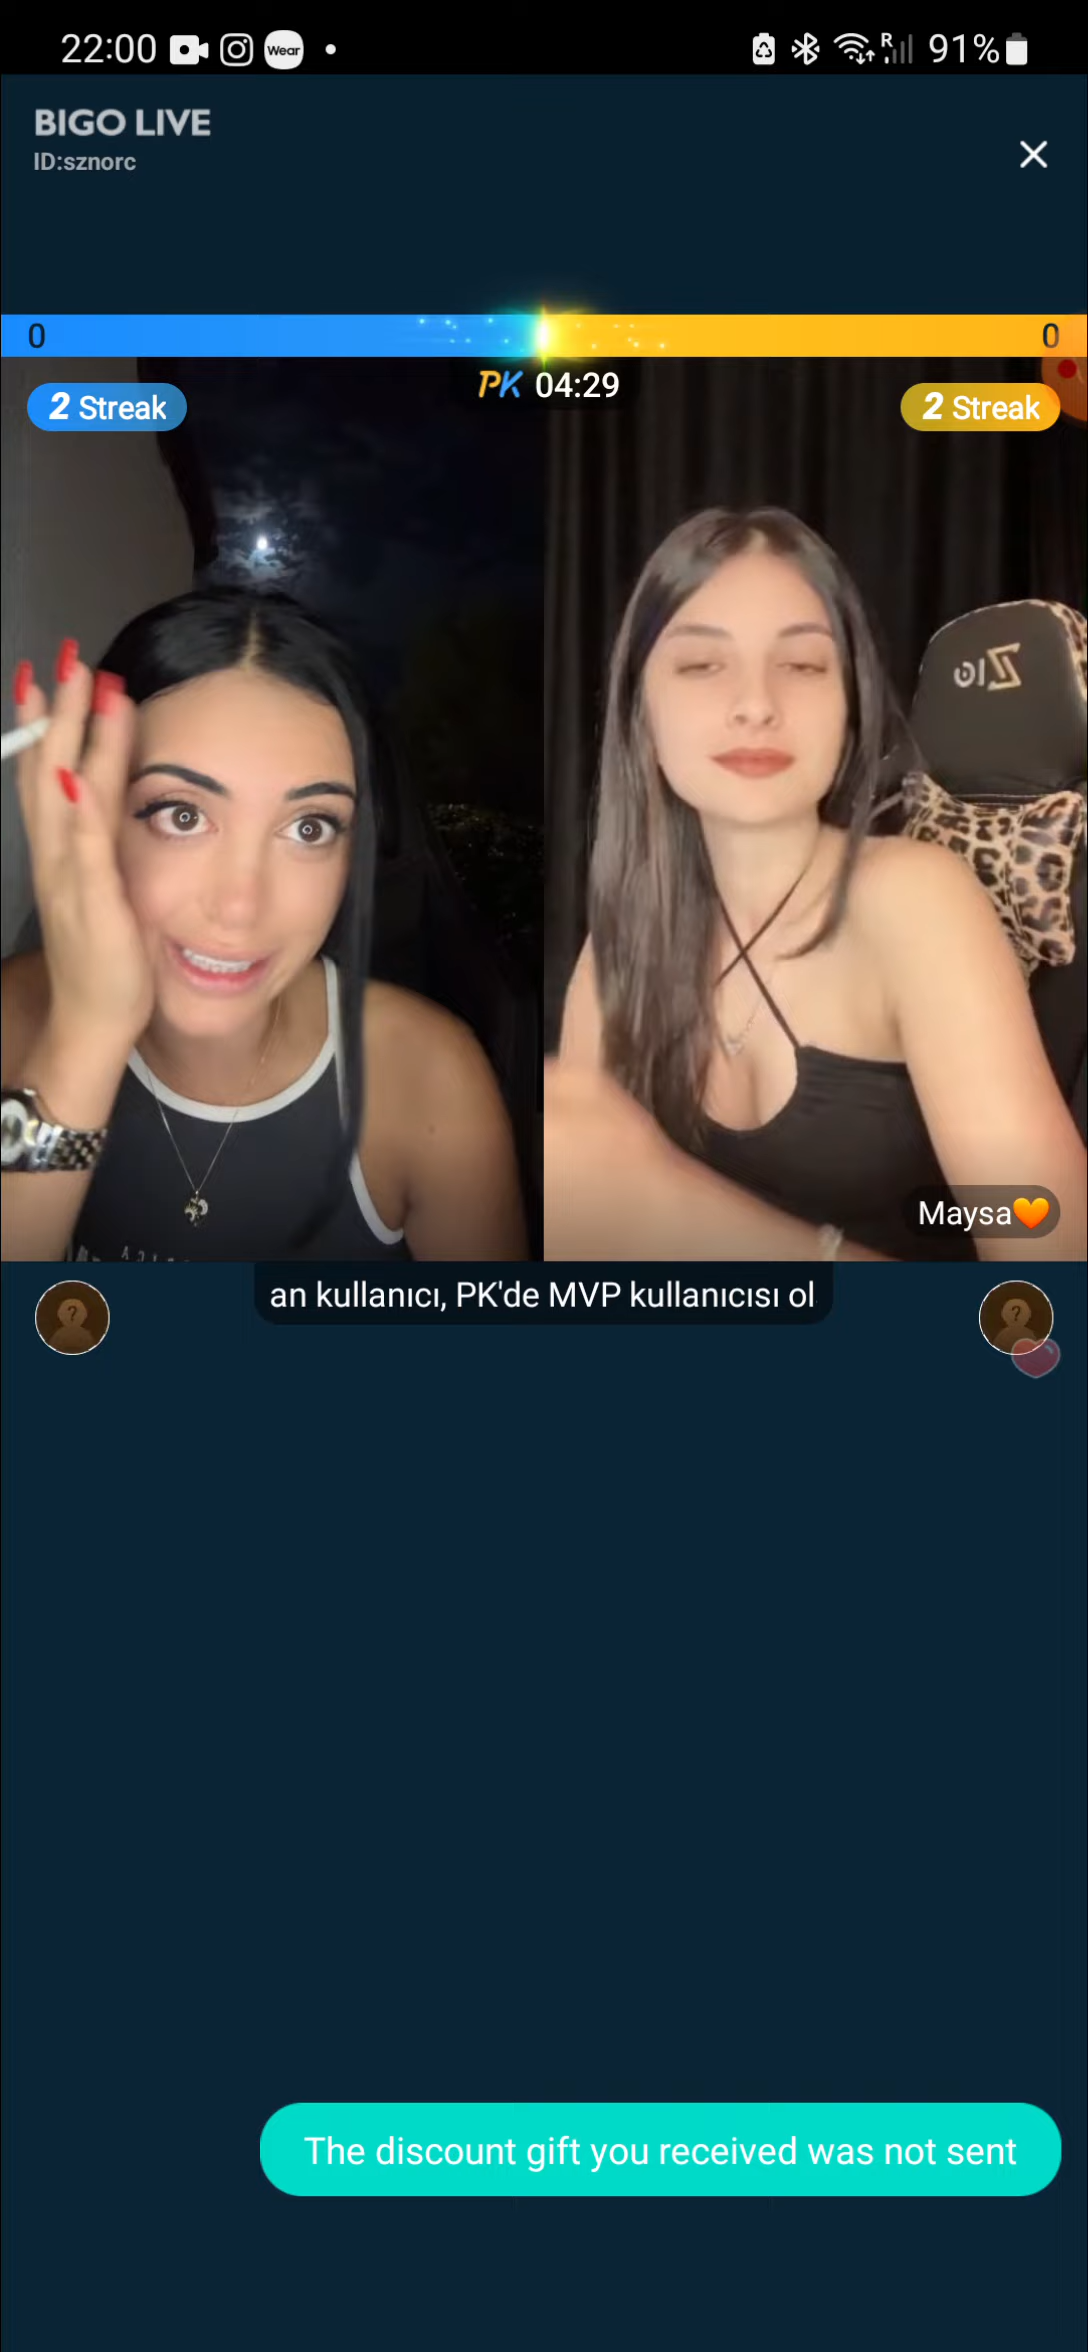 22:00
Wear
R
91%
BIGO LIVE
ID:sznorc
0
0
PK 04:29
2 Streak
2 Streak
Maysa🧡
an kullanıcı, PK'de MVP kullanıcısı ol
The discount gift you received was not sent